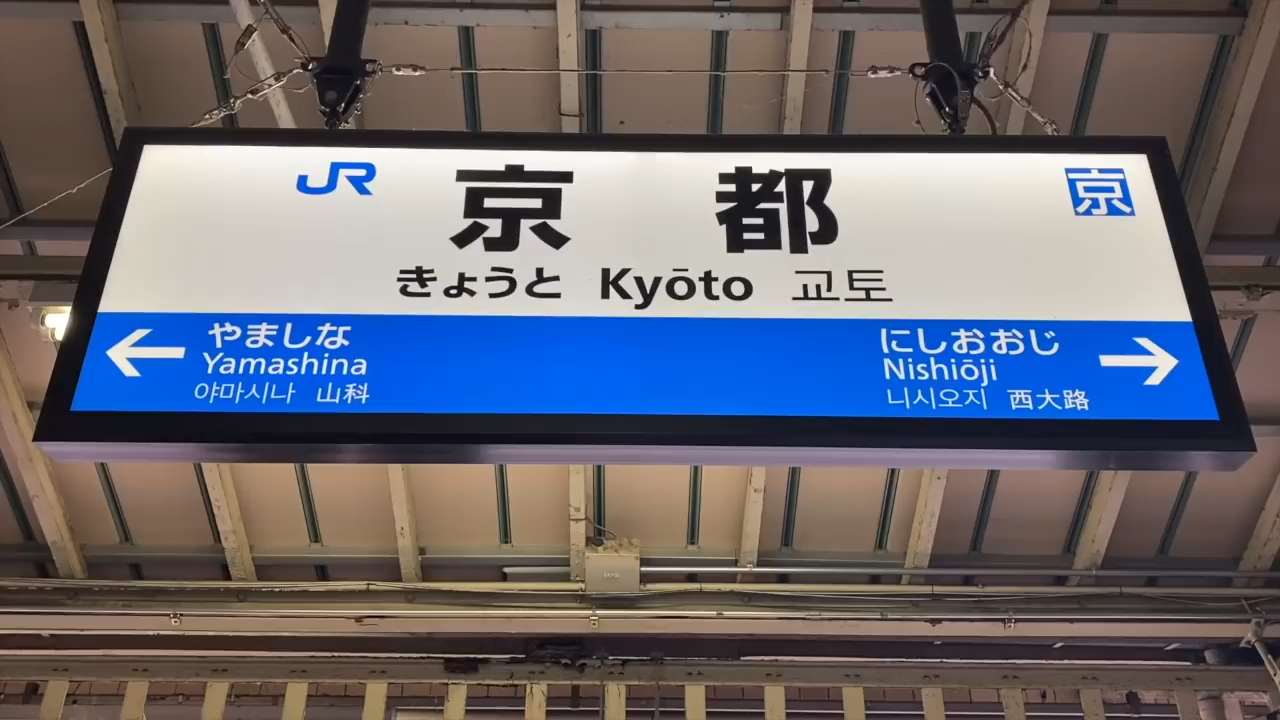 JR 京都 京
きょうと Kyōto 교토
← やましな
Yamashina
야마시나 山科
にしおおじ →
Nishiōji
니시오지 西大路